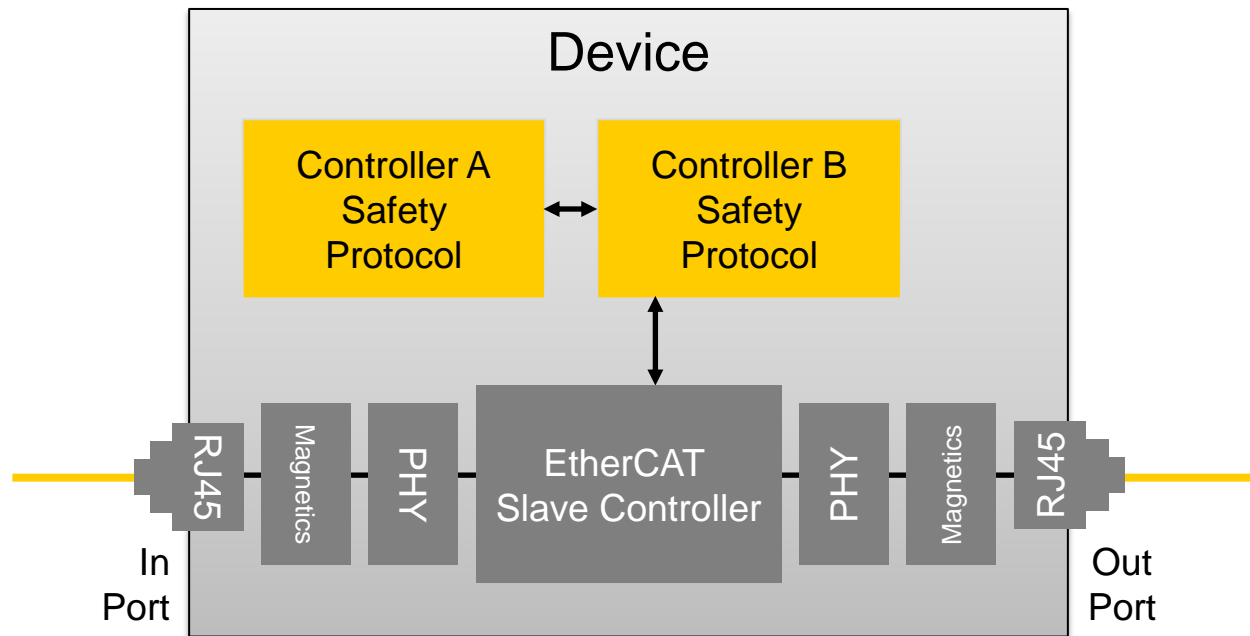 Device
Controller A
Safety
Protocol
Controller B
Safety
Protocol
RJ45
Magnetics
PHY
EtherCAT
Slave Controller
PHY
Magnetics
RJ45
In
Port
Out
Port